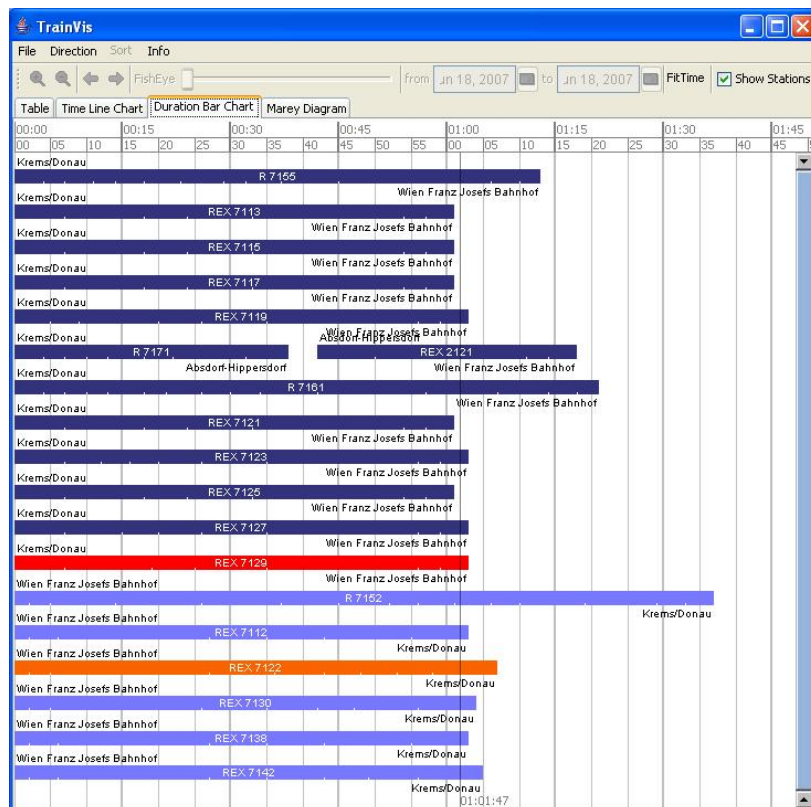 TrainVis
File Direction Sort Info
FishEye from un 18, 2007 to un 18, 2007 FitTime Show Stations
Table Time Line Chart Duration Bar Chart Marey Diagram
00:00 00:15 00:30 00:45 01:00 01:15 01:30 01:45
00 05 10 15 20 25 30 35 40 45 50 55 00 05 10 15 20 25 30 35 40 45
Krems/Donau
R 7155
Wien Franz Josefs Bahnhof
Krems/Donau
REX 7113
Wien Franz Josefs Bahnhof
Krems/Donau
REX 7115
Wien Franz Josefs Bahnhof
Krems/Donau
REX 7117
Wien Franz Josefs Bahnhof
Krems/Donau
REX 7119
Wien Franz Josefs Bahnhof
Krems/Donau Absdorf-Hippersdorf
R 7171 REX 2121
Absdorf-Hippersdorf Wien Franz Josefs Bahnhof
Krems/Donau
R 7161
Wien Franz Josefs Bahnhof
Krems/Donau
REX 7121
Wien Franz Josefs Bahnhof
Krems/Donau
REX 7123
Wien Franz Josefs Bahnhof
Krems/Donau
REX 7125
Wien Franz Josefs Bahnhof
Krems/Donau
REX 7127
Wien Franz Josefs Bahnhof
Krems/Donau
REX 7129
Wien Franz Josefs Bahnhof
Wien Franz Josefs Bahnhof
R 7152
Krems/Donau
Wien Franz Josefs Bahnhof
REX 7112
Krems/Donau
Wien Franz Josefs Bahnhof
REX 7122
Krems/Donau
Wien Franz Josefs Bahnhof
REX 7130
Krems/Donau
Wien Franz Josefs Bahnhof
REX 7138
Krems/Donau
Wien Franz Josefs Bahnhof
REX 7142
Krems/Donau
01:01:47